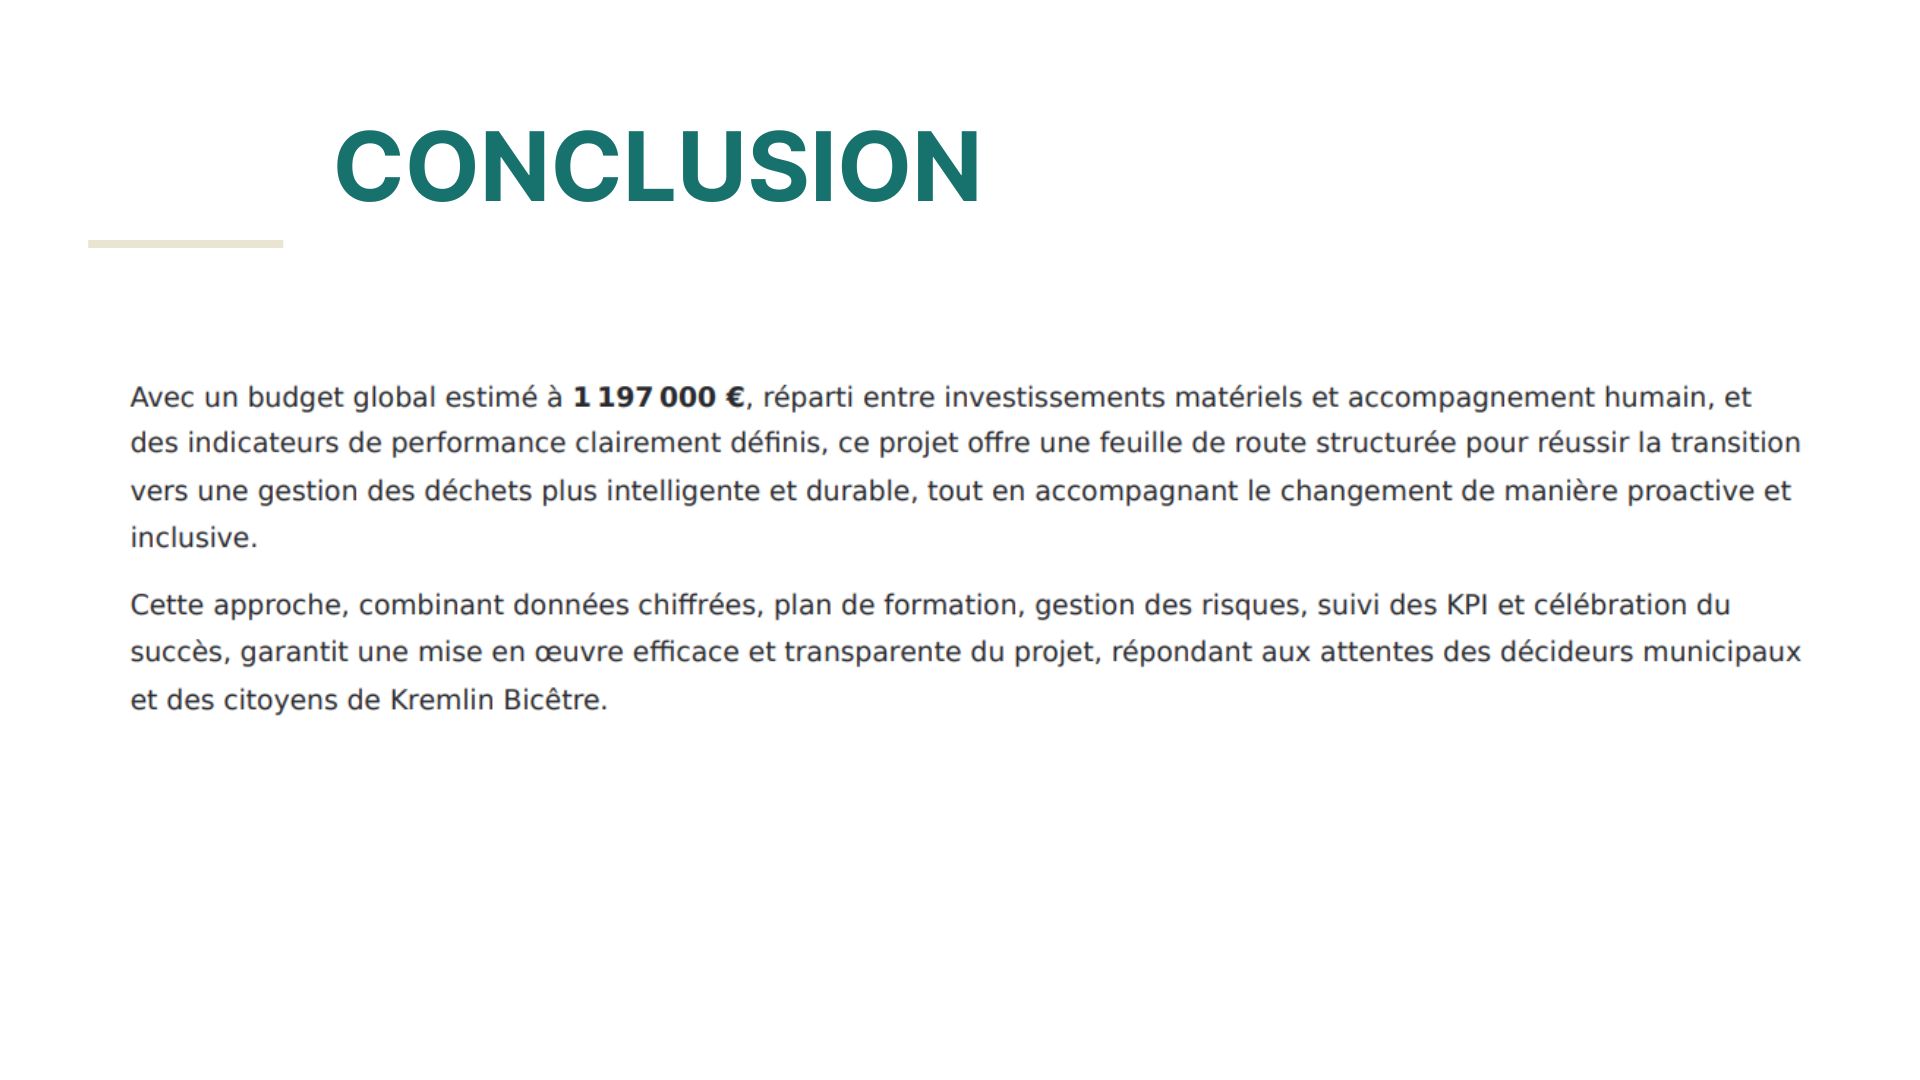 CONCLUSION
Avec un budget global estimé à 1 197 000 €, réparti entre investissements matériels et accompagnement humain, et
des indicateurs de performance clairement définis, ce projet offre une feuille de route structurée pour réussir la transition
vers une gestion des déchets plus intelligente et durable, tout en accompagnant le changement de manière proactive et
inclusive.
Cette approche, combinant données chiffrées, plan de formation, gestion des risques, suivi des KPI et célébration du
succès, garantit une mise en œuvre efficace et transparente du projet, répondant aux attentes des décideurs municipaux
et des citoyens de Kremlin Bicêtre.